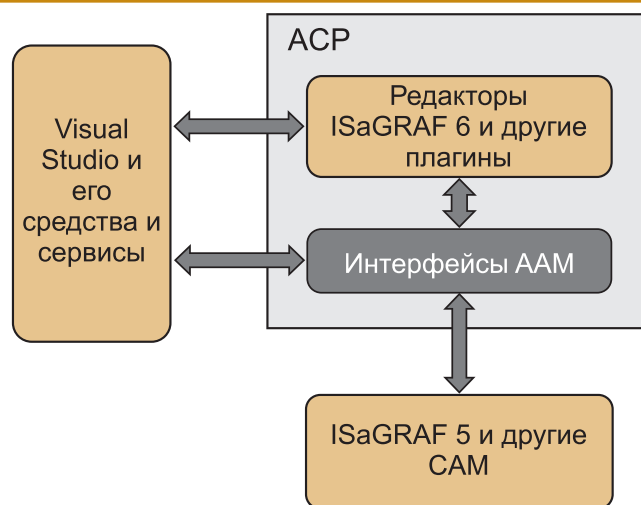 ACP
Visual
Studio и
его
средства и
сервисы
Редакторы
ISaGRAF 6 и другие
плагины
Интерфейсы AAM
ISaGRAF 5 и другие
CAM